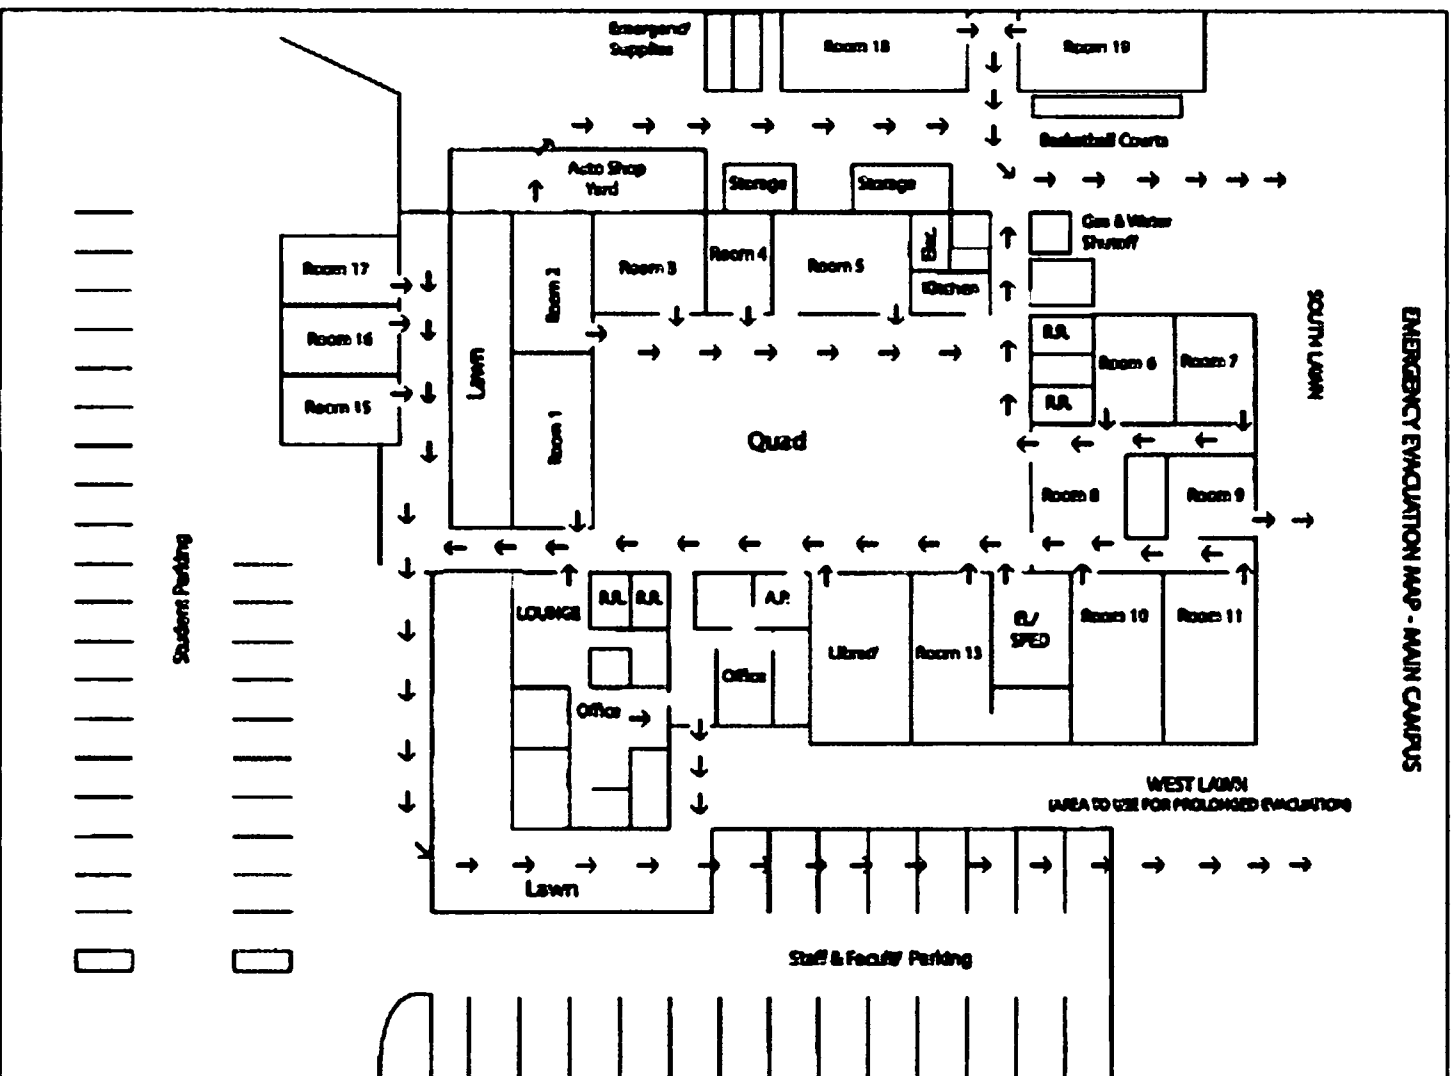 Emergency
Supplies
Room 18
Room 19
Basketball Courts
Auto Shop
Yard
Storage
Storage
Gas & Water
Shutoff
Room 17
Room 16
Room 15
Lawn
Room 2
Room 1
Room 3
Room 4
Room 5
Elec.
Kitchen
R.R.
R.R.
Room 6
Room 7
SOUTH LAWN
EMERGENCY EVACUATION MAP - MAIN CAMPUS
Quad
Room 8
Room 9
Student Parking
LOUNGE
R.R.
R.R.
A.P.
Office
Office
Library
Room 13
EL/
SPED
Room 10
Room 11
WEST LAWN
(AREA TO USE FOR PROLONGED EVACUATION)
Lawn
Staff & Faculty Parking